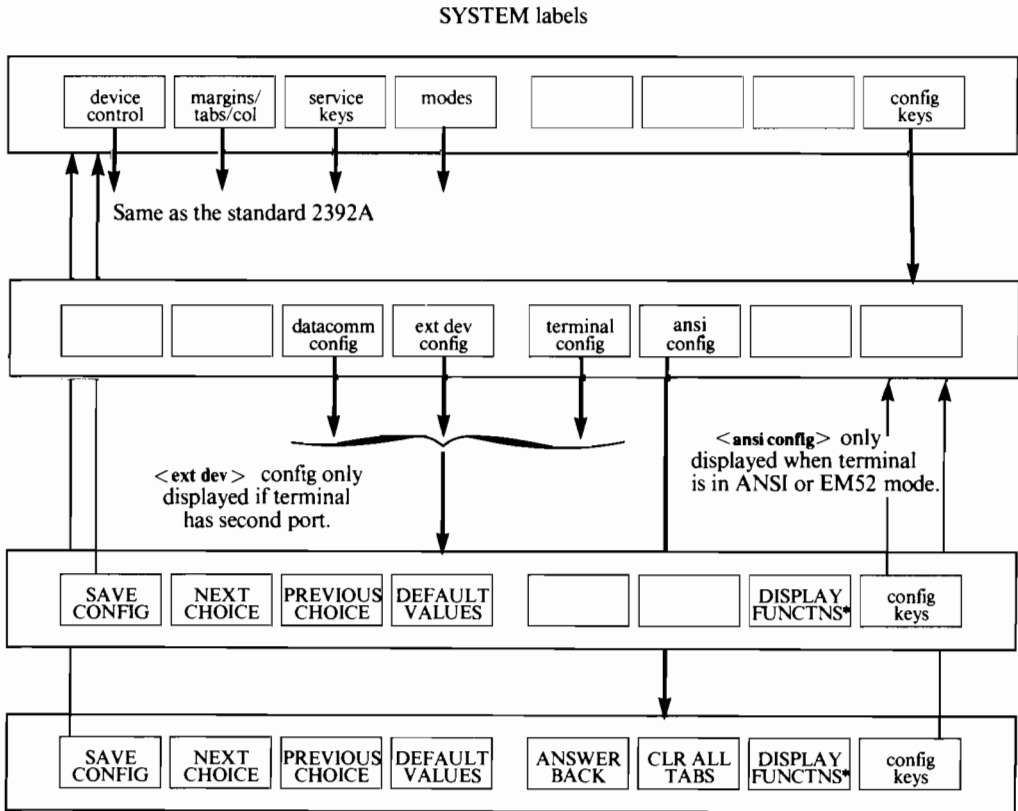 SYSTEM labels
device control
margins/ tabs/col
service keys
modes
config keys
Same as the standard 2392A
datacomm config
ext dev config
terminal config
ansi config
<ext dev> config only
displayed if terminal
has second port.
<ansi config> only
displayed when terminal
is in ANSI or EM52 mode.
SAVE CONFIG
NEXT CHOICE
PREVIOUS CHOICE
DEFAULT VALUES
DISPLAY FUNCTNS*
config keys
SAVE CONFIG
NEXT CHOICE
PREVIOUS CHOICE
DEFAULT VALUES
ANSWER BACK
CLR ALL TABS
DISPLAY FUNCTNS*
config keys